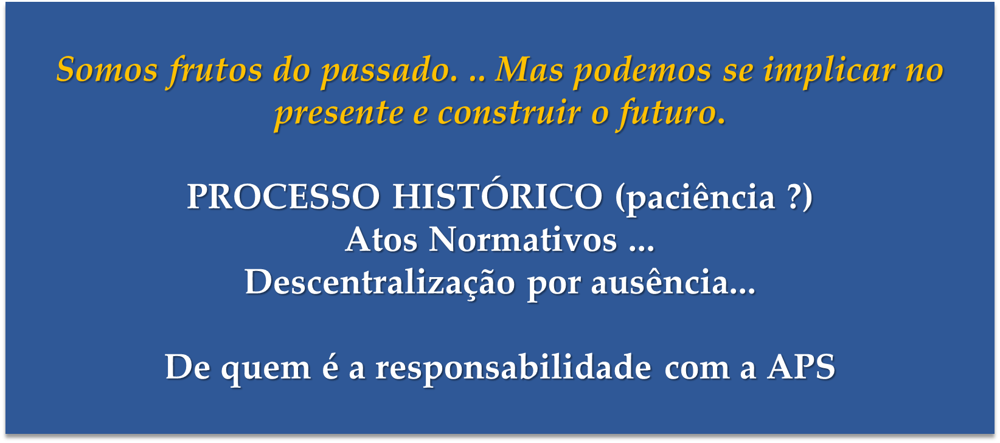 Somos frutos do passado. .. Mas podemos se implicar no
presente e construir o futuro.
PROCESSO HISTÓRICO (paciência ?)
Atos Normativos ...
Descentralização por ausência...
De quem é a responsabilidade com a APS